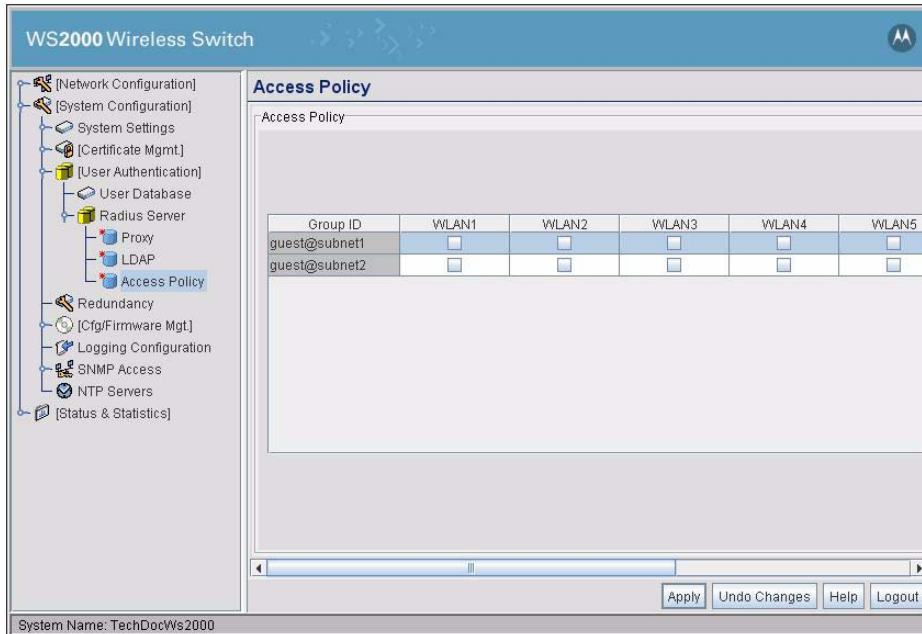 WS2000 Wireless Switch
[Network Configuration]
[System Configuration]
System Settings
[Certificate Mgmt.]
[User Authentication]
User Database
Radius Server
Proxy
LDAP
Access Policy
Redundancy
[Cfg/Firmware Mgt.]
Logging Configuration
SNMP Access
NTP Servers
[Status & Statistics]
Access Policy
Access Policy
Group ID WLAN1 WLAN2 WLAN3 WLAN4 WLAN5
guest@subnet1
guest@subnet2
Apply Undo Changes Help Logout
System Name: TechDocWs2000